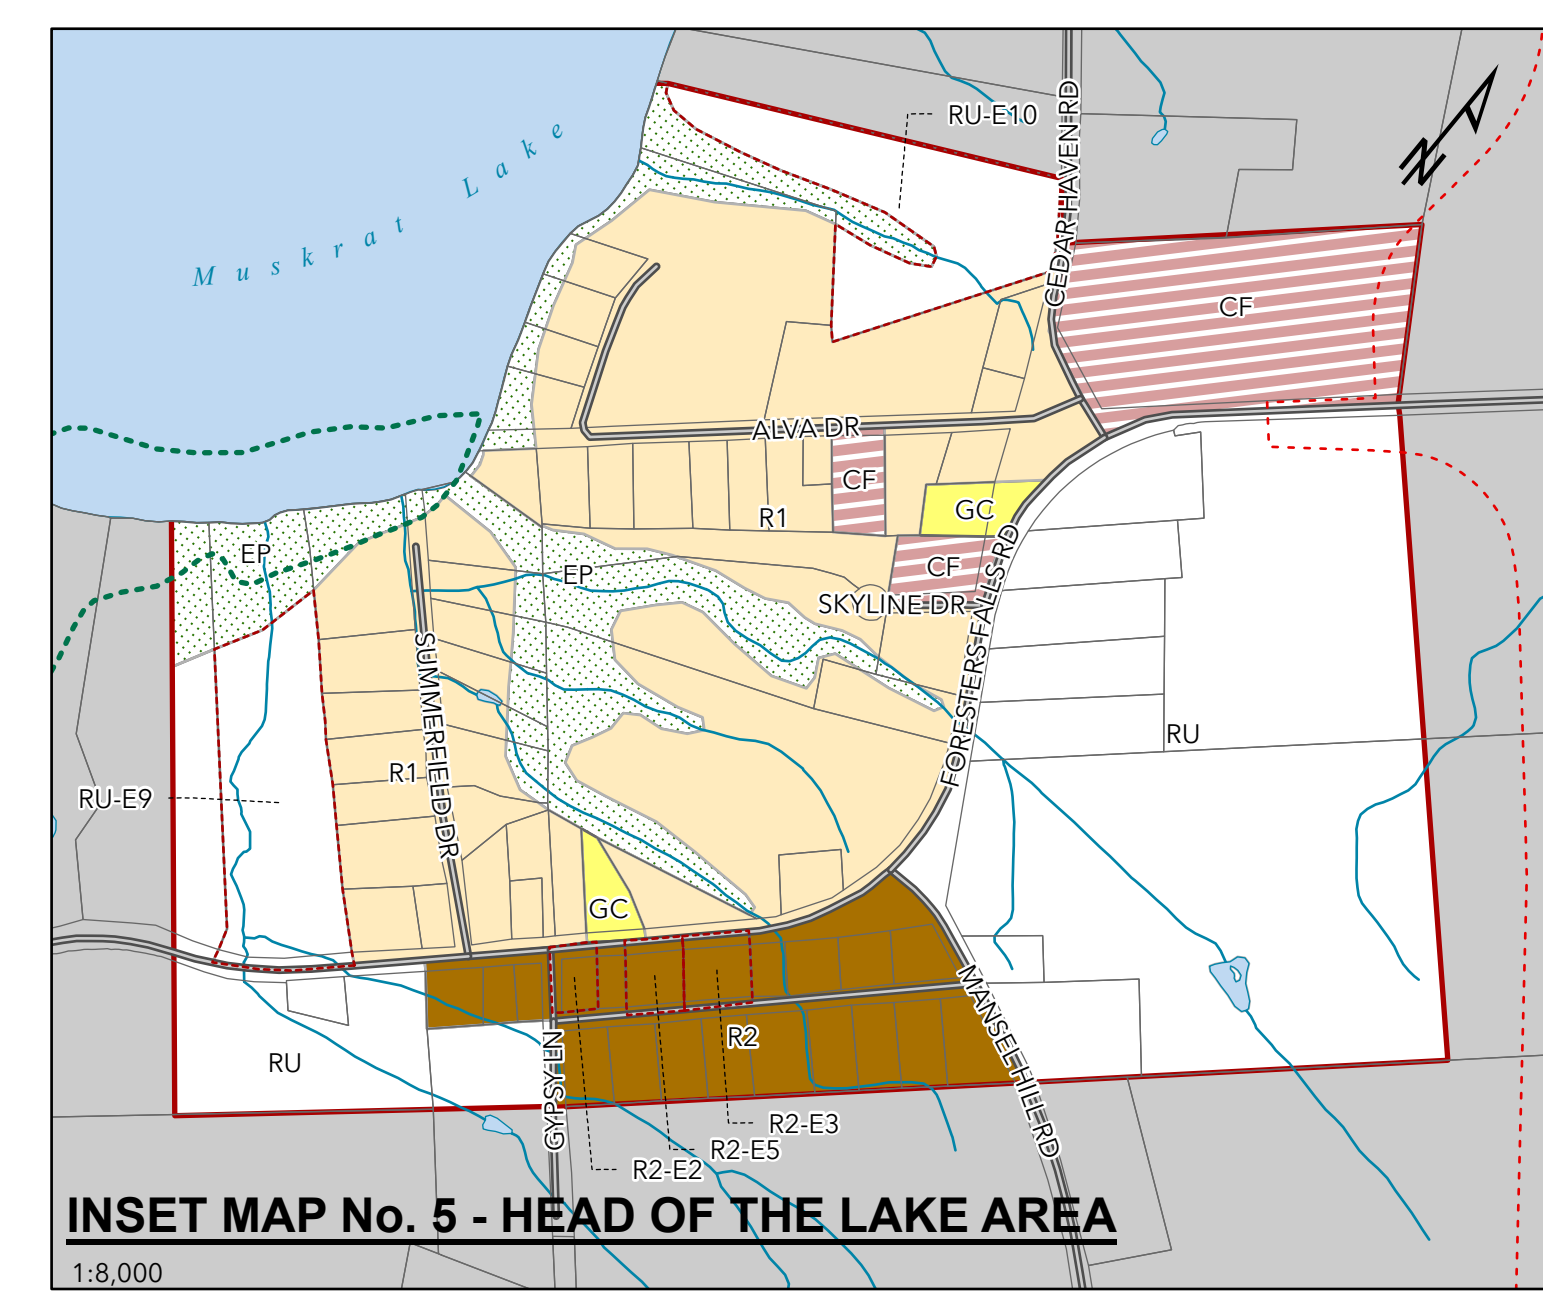 RU-E10
CEDAR HAVEN RD
N
Muskrat Lake
CF
ALVA DR
CF
R1
GC
EP
EP
CF
SKYLINE DR
FORESTERS FALLS RD
SUMMERFIELD DR
RU
R1
RU-E9
GC
MANSEL HILL RD
R2
GYPSY LN
RU
R2-E3
R2-E5
R2-E2
INSET MAP No. 5 - HEAD OF THE LAKE AREA
1:8,000